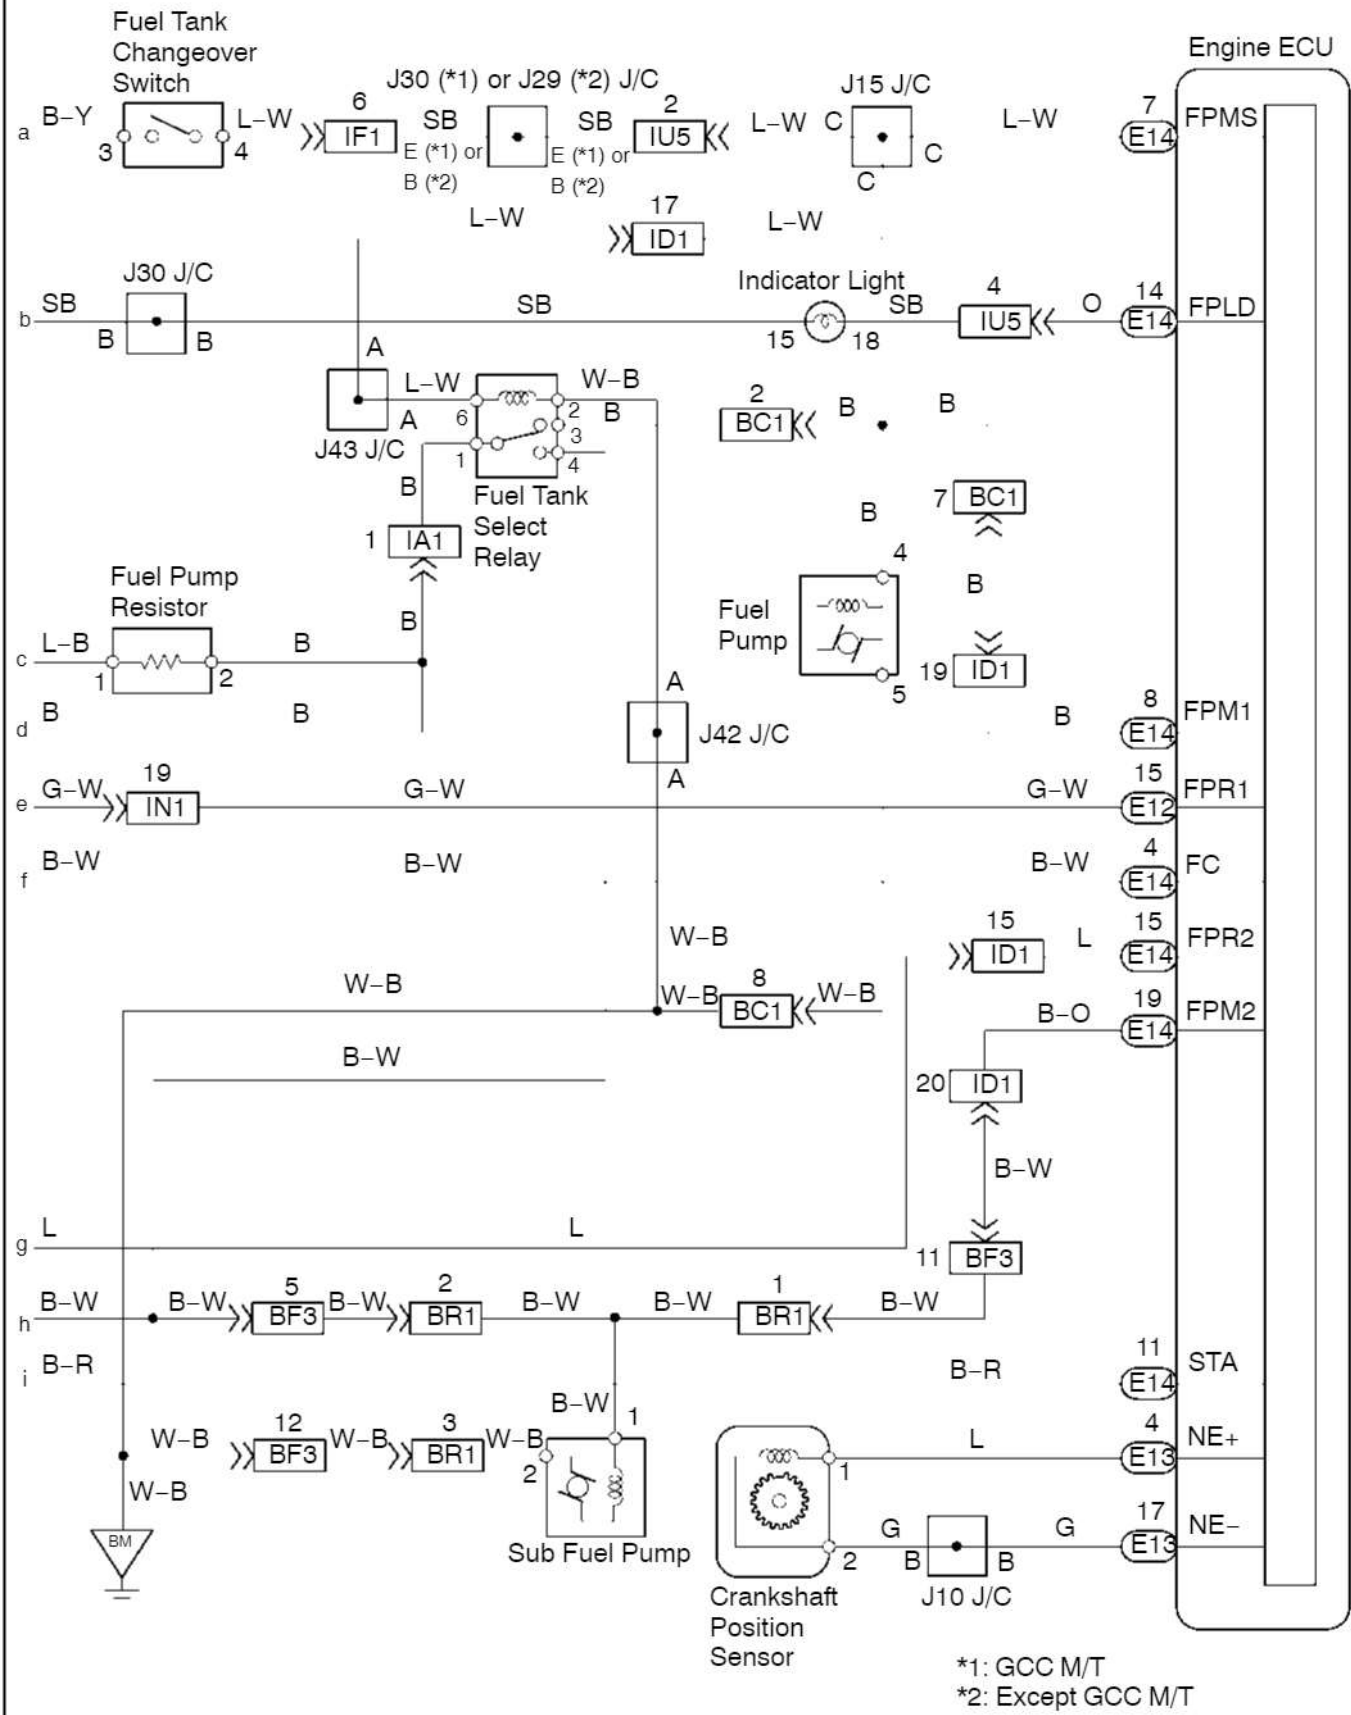 Fuel Tank
Changeover
Switch
Engine ECU
J30 (*1) or J29 (*2) J/C
J15 J/C
a B–Y 3 4 L–W 6 IF1 SB SB 2 IU5 L–W C C C L–W 7 E14 FPMS
E (*1) or
B (*2)
E (*1) or
B (*2)
L–W 17 ID1 L–W
J30 J/C
Indicator Light
b SB B B SB 15 18 SB 4 IU5 O 14 E14 FPLD
A
A
J43 J/C
L–W 6 1 2 3 4 W–B B
Fuel Tank
Select
Relay
2 BC1 B B
B
1 IA1
B
7 BC1
B
B
19 ID1
Fuel
Pump
4
5
Fuel Pump
Resistor
c L–B 1 2 B
d B B B 8 E14 FPM1
A
J42 J/C
A
e G–W 19 IN1 G–W G–W 15 E12 FPR1
f B–W B–W B–W 4 E14 FC
15 ID1 L 15 E14 FPR2
W–B
W–B W–B 8 BC1 W–B
B–O 19 E14 FPM2
B–W
20 ID1
B–W
g L L
11 BF3
h B–W B–W 5 BF3 B–W 2 BR1 B–W B–W 1 BR1 B–W
i B–R B–R 11 E14 STA
B–W 1
W–B 12 BF3 W–B 3 BR1 W–B 2
Sub Fuel Pump
W–B
BM
1 L 4 E13 NE+
2 G B B G 17 E13 NE–
J10 J/C
Crankshaft
Position
Sensor
*1: GCC M/T
*2: Except GCC M/T